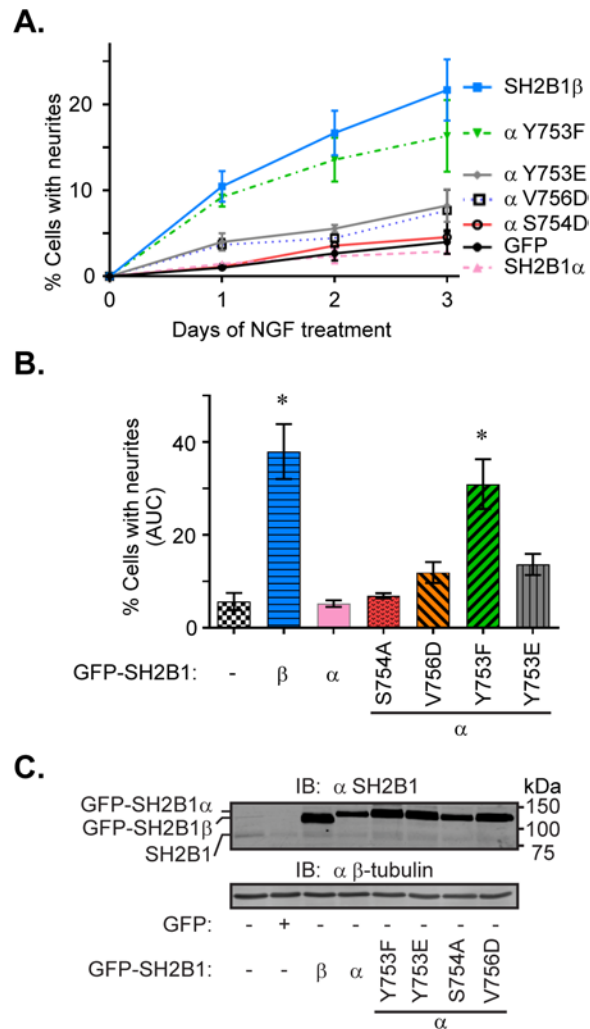 A.
% Cells with neurites
20
10
0
0 1 2 3
Days of NGF treatment
SH2B1β
α Y753F
α Y753E
α V756D
α S754D
GFP
SH2B1α
B.
% Cells with neurites
(AUC)
40
20
0
* *
GFP-SH2B1: - β α S754A V756D Y753F Y753E
α
C.
IB: α SH2B1 kDa
GFP-SH2B1α
GFP-SH2B1β
SH2B1
150
100
75
IB: α β-tubulin
GFP: - + - - - - - -
GFP-SH2B1: - - β α Y753F Y753E S754A V756D
α